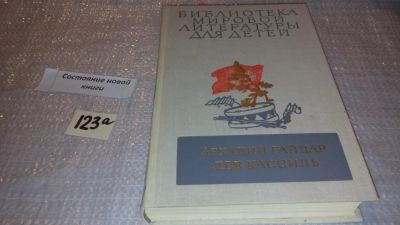 БИБЛИОТЕКА
МИРОВОЙ
ЛИТЕРАТУРЫ
ДЛЯ ДЕТЕЙ
Состояние новой
книги
123а
АРКАДИЙ ГАЙДАР
ЛЕВ КАССИЛЬ